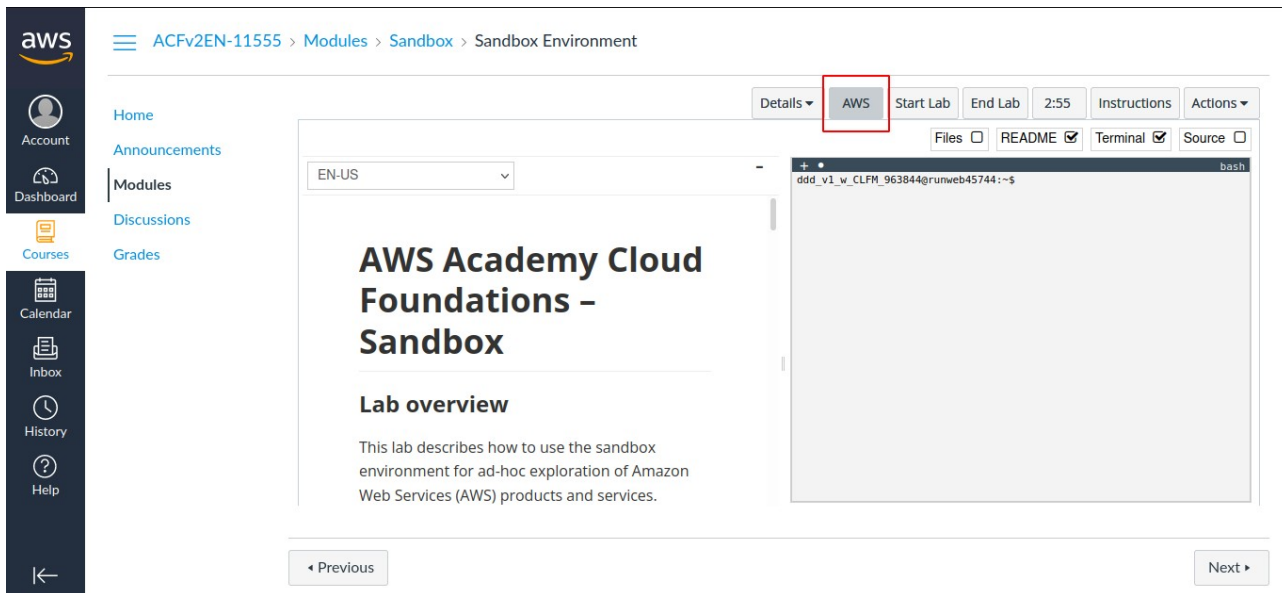 aws
ACFv2EN-11555 > Modules > Sandbox > Sandbox Environment
Account
Dashboard
Courses
Calendar
Inbox
History
Help
Home
Announcements
Modules
Discussions
Grades
Details AWS Start Lab End Lab 2:55 Instructions Actions
Files README Terminal Source
EN-US
AWS Academy Cloud
Foundations –
Sandbox
Lab overview
This lab describes how to use the sandbox
environment for ad-hoc exploration of Amazon
Web Services (AWS) products and services.
bash
ddd_v1_w_CLFM_963844@runweb45744:~$
Previous
Next